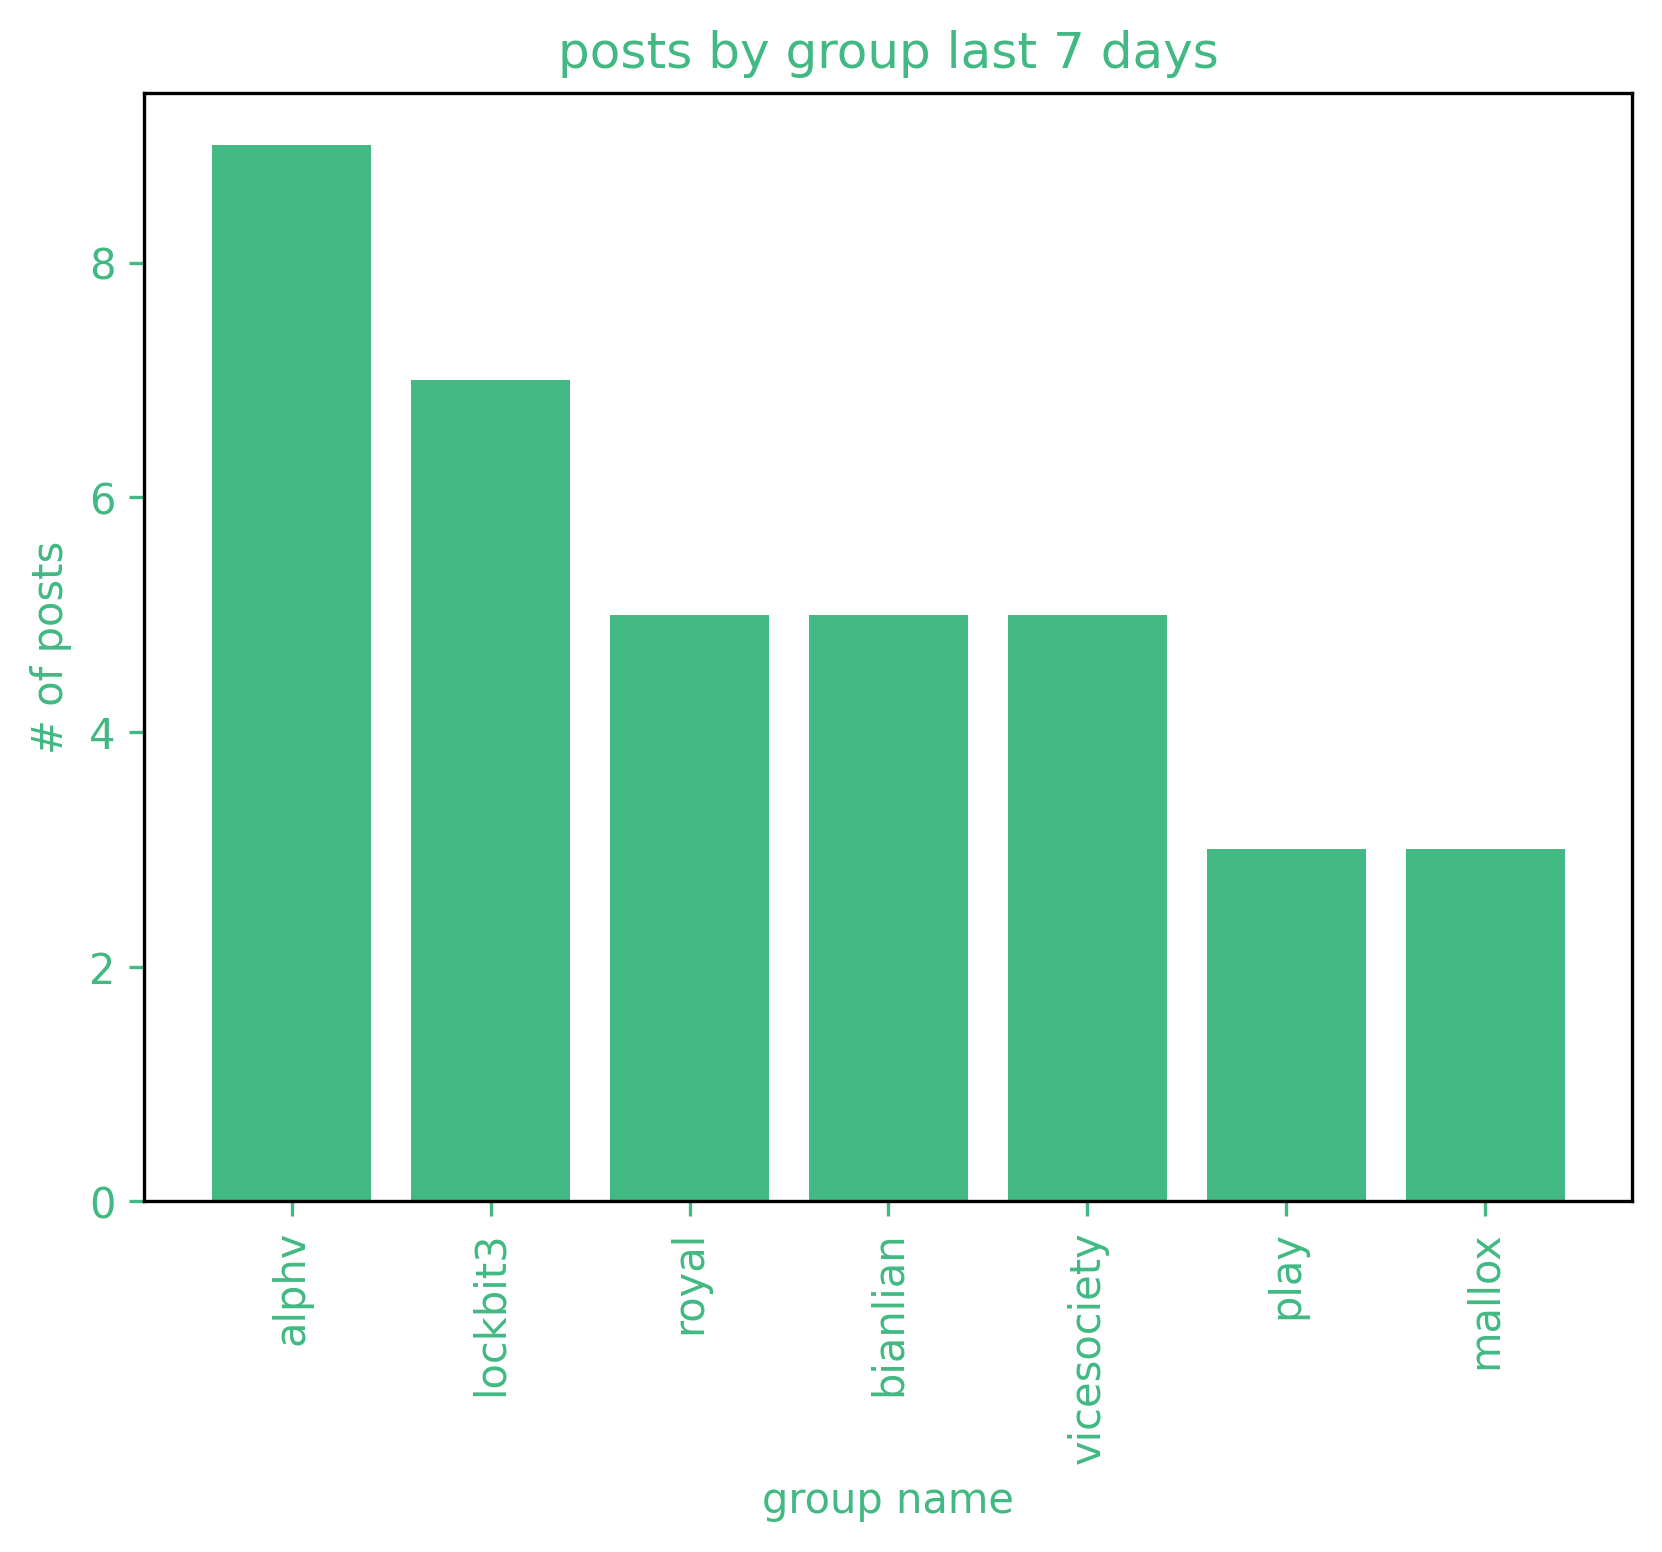 posts by group last 7 days
# of posts
8
6
4
2
0
alphv
lockbit3
royal
bianlian
vicesociety
play
mallox
group name